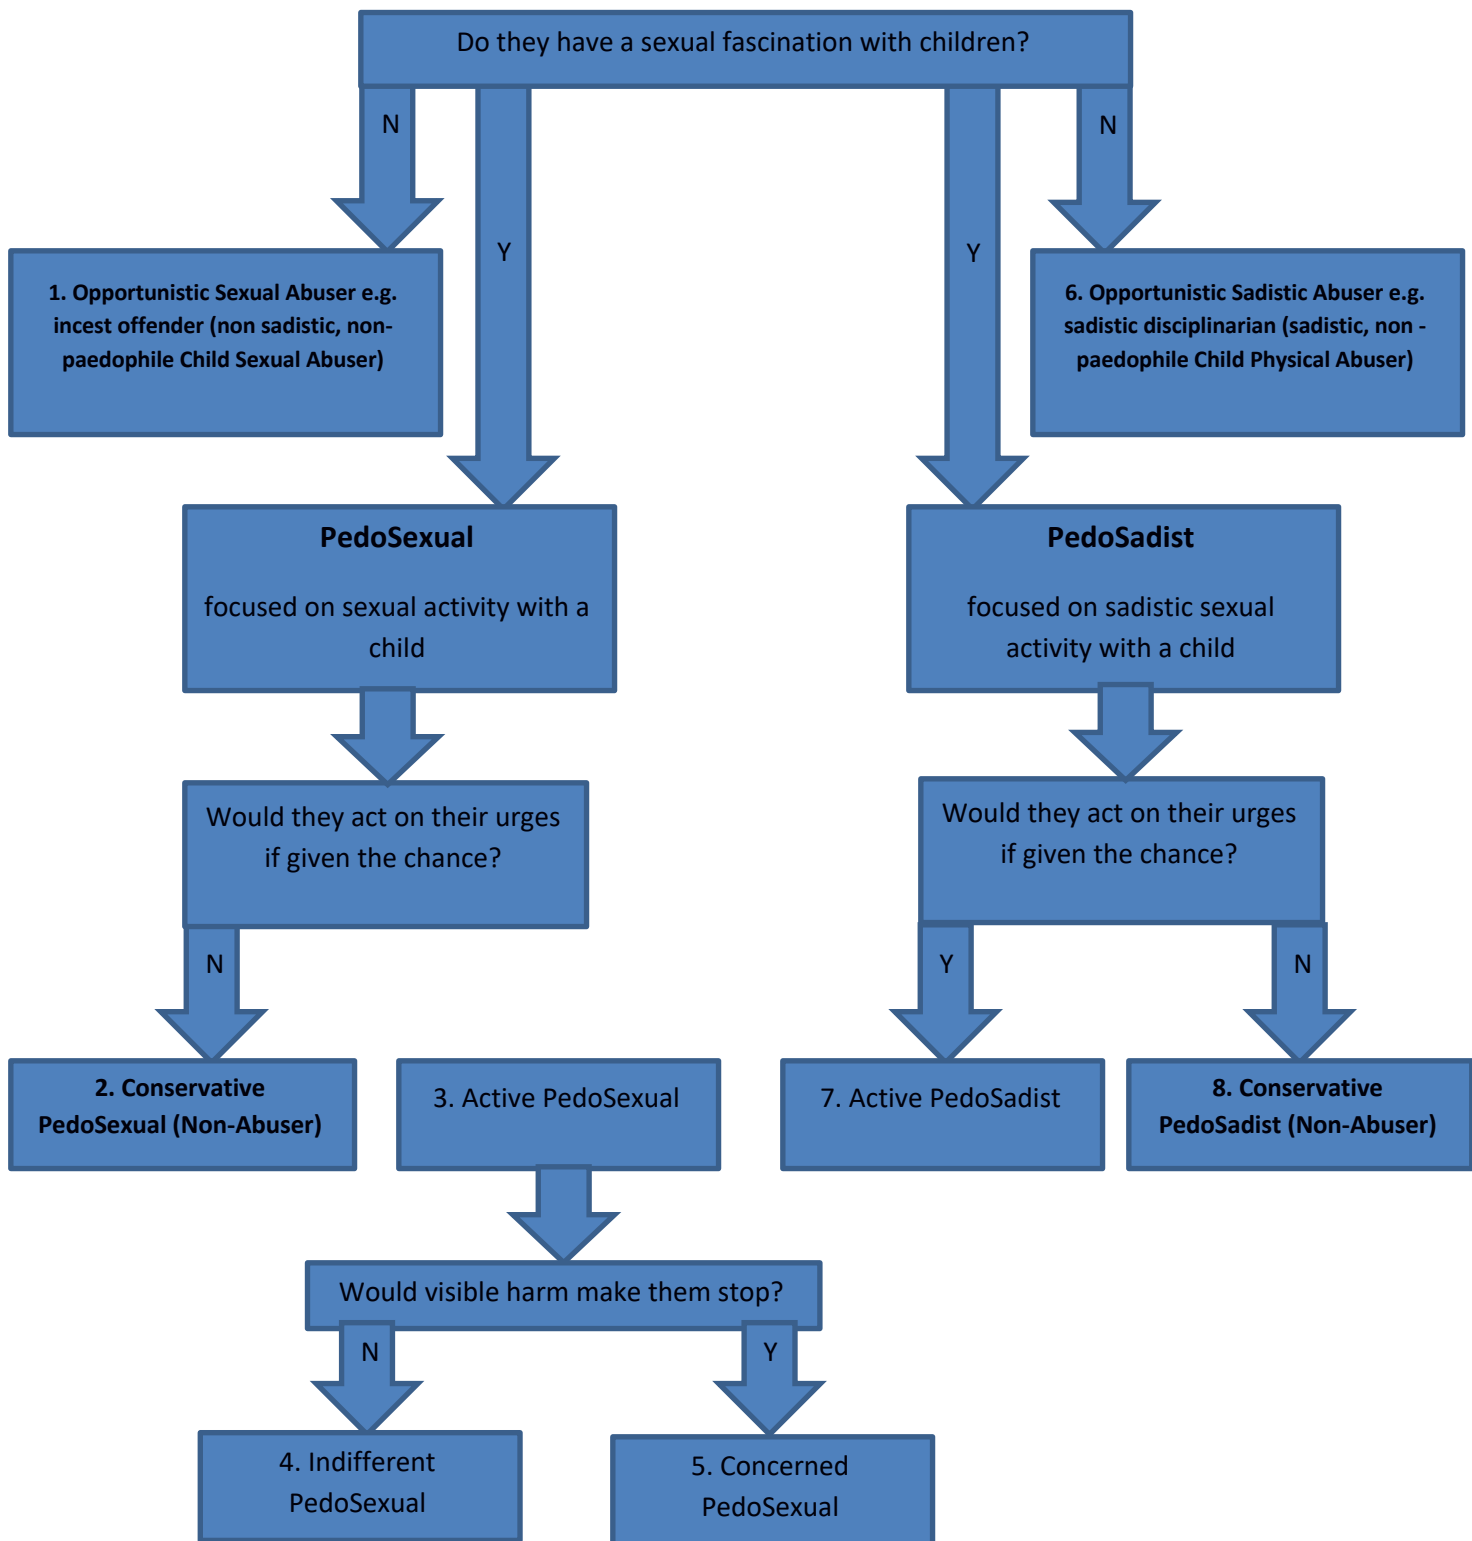 Do they have a sexual fascination with children?
N
N
Y
Y
1. Opportunistic Sexual Abuser e.g.
incest offender (non sadistic, non-
paedophile Child Sexual Abuser)
6. Opportunistic Sadistic Abuser e.g.
sadistic disciplinarian (sadistic, non -
paedophile Child Physical Abuser)
PedoSexual
focused on sexual activity with a
child
PedoSadist
focused on sadistic sexual
activity with a child
Would they act on their urges
if given the chance?
Would they act on their urges
if given the chance?
N
Y
N
2. Conservative
PedoSexual (Non-Abuser)
3. Active PedoSexual
7. Active PedoSadist
8. Conservative
PedoSadist (Non-Abuser)
Would visible harm make them stop?
N
Y
4. Indifferent
PedoSexual
5. Concerned
PedoSexual